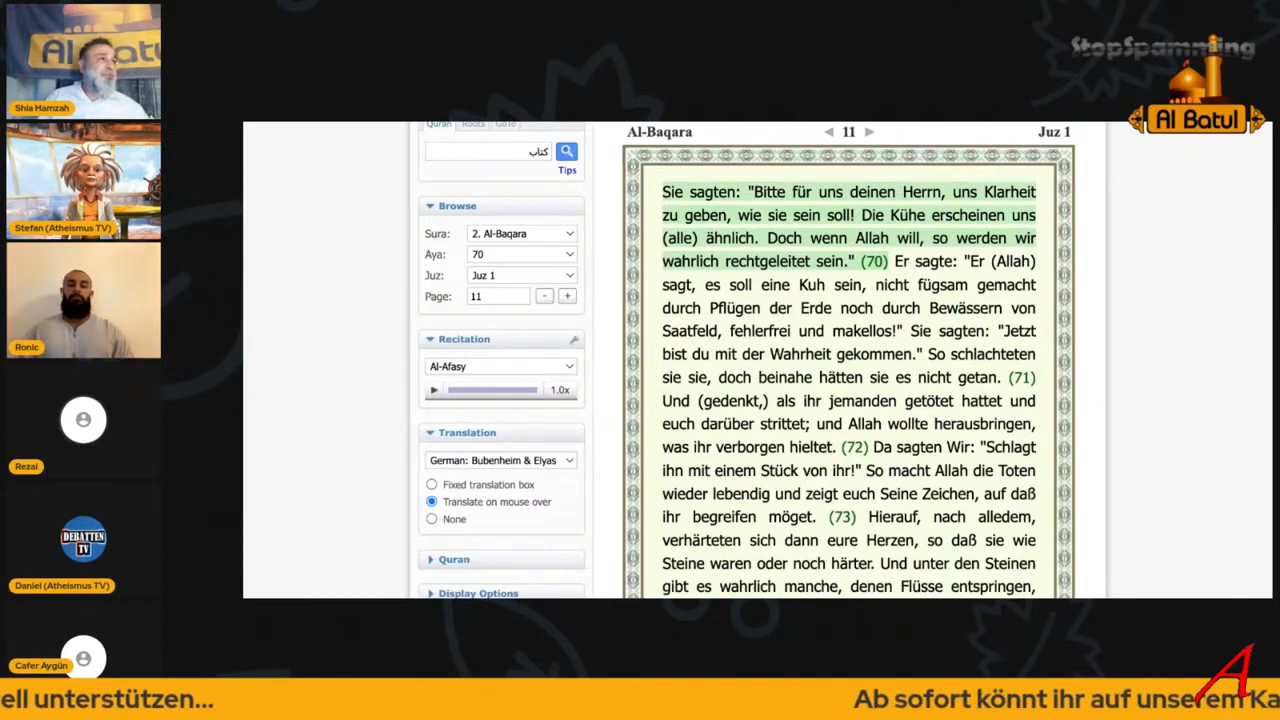 Al Batul
Shia Hamzah
Stefan (Atheismus TV)
Ronic
Rezai
DEBATTEN
TV
Daniel (Atheismus TV)
Cafer Aygün
StopSpamming
Al Batul
Quran Roots GoTo
كتاب
Tips
Browse
Sura: 2. Al-Baqara
Aya: 70
Juz: Juz 1
Page: 11 - +
Recitation
Al-Afasy
1.0x
Translation
German: Bubenheim & Elyas
Fixed translation box
Translate on mouse over
None
Quran
Display Options
Al-Baqara 11 Juz 1
Sie sagten: "Bitte für uns deinen Herrn, uns Klarheit
zu geben, wie sie sein soll! Die Kühe erscheinen uns
(alle) ähnlich. Doch wenn Allah will, so werden wir
wahrlich rechtgeleitet sein." (70) Er sagte: "Er (Allah)
sagt, es soll eine Kuh sein, nicht fügsam gemacht
durch Pflügen der Erde noch durch Bewässern von
Saatfeld, fehlerfrei und makellos!" Sie sagten: "Jetzt
bist du mit der Wahrheit gekommen." So schlachteten
sie sie, doch beinahe hätten sie es nicht getan. (71)
Und (gedenkt,) als ihr jemanden getötet hattet und
euch darüber strittet; und Allah wollte herausbringen,
was ihr verborgen hieltet. (72) Da sagten Wir: "Schlagt
ihn mit einem Stück von ihr!" So macht Allah die Toten
wieder lebendig und zeigt euch Seine Zeichen, auf daß
ihr begreifen möget. (73) Hierauf, nach alledem,
verhärteten sich dann eure Herzen, so daß sie wie
Steine waren oder noch härter. Und unter den Steinen
gibt es wahrlich manche, denen Flüsse entspringen,
ell unterstützen... Ab sofort könnt ihr auf unserem Ka
A